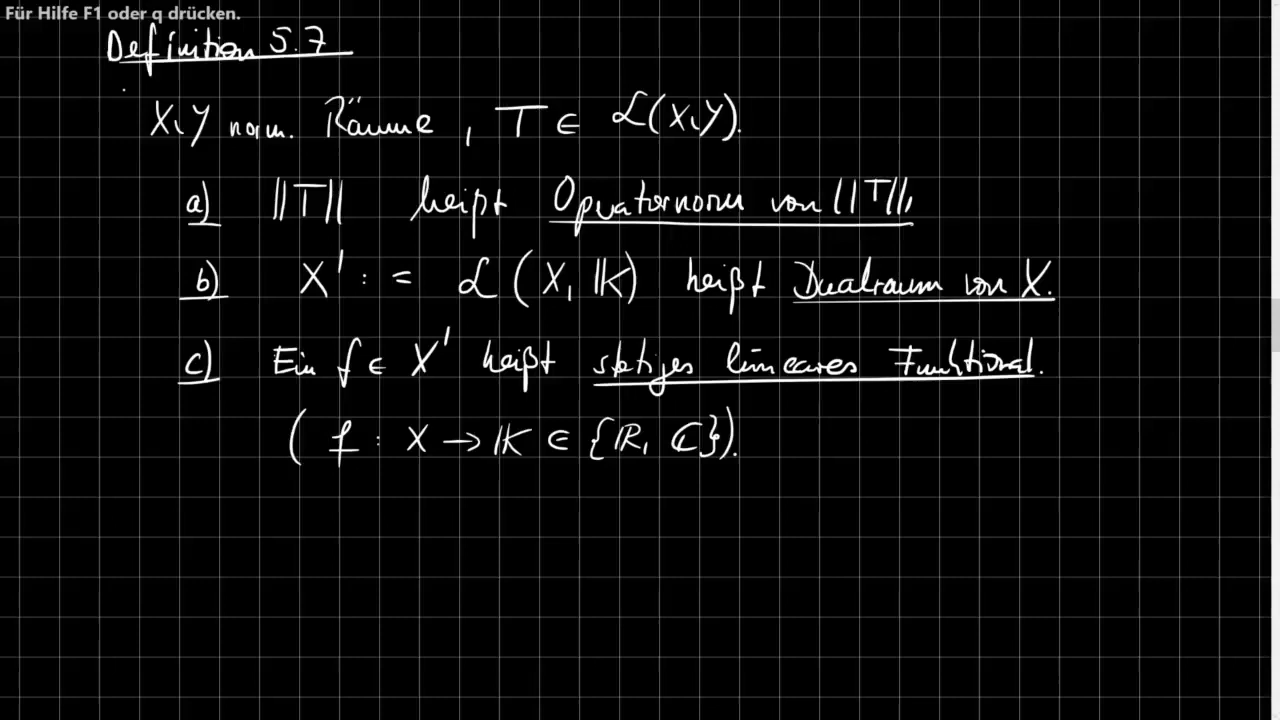 Für Hilfe F1 oder q drücken.
Definition 5.7
X, Y norm. Räume, T ∈ ℒ(X,Y).
a) ||T|| heißt Operatornorm von ||T||,
b) X' := ℒ(X, 𝕂) heißt Dualraum von X.
c) Ein f ∈ X' heißt stetiges lineares Funktional.
(f : X → 𝕂 ∈ {ℝ, ℂ}).